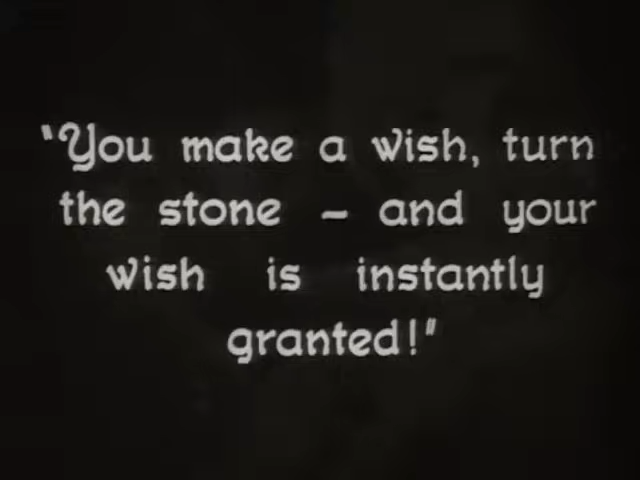 "You make a wish, turn
the stone – and your
wish is instantly
granted!"